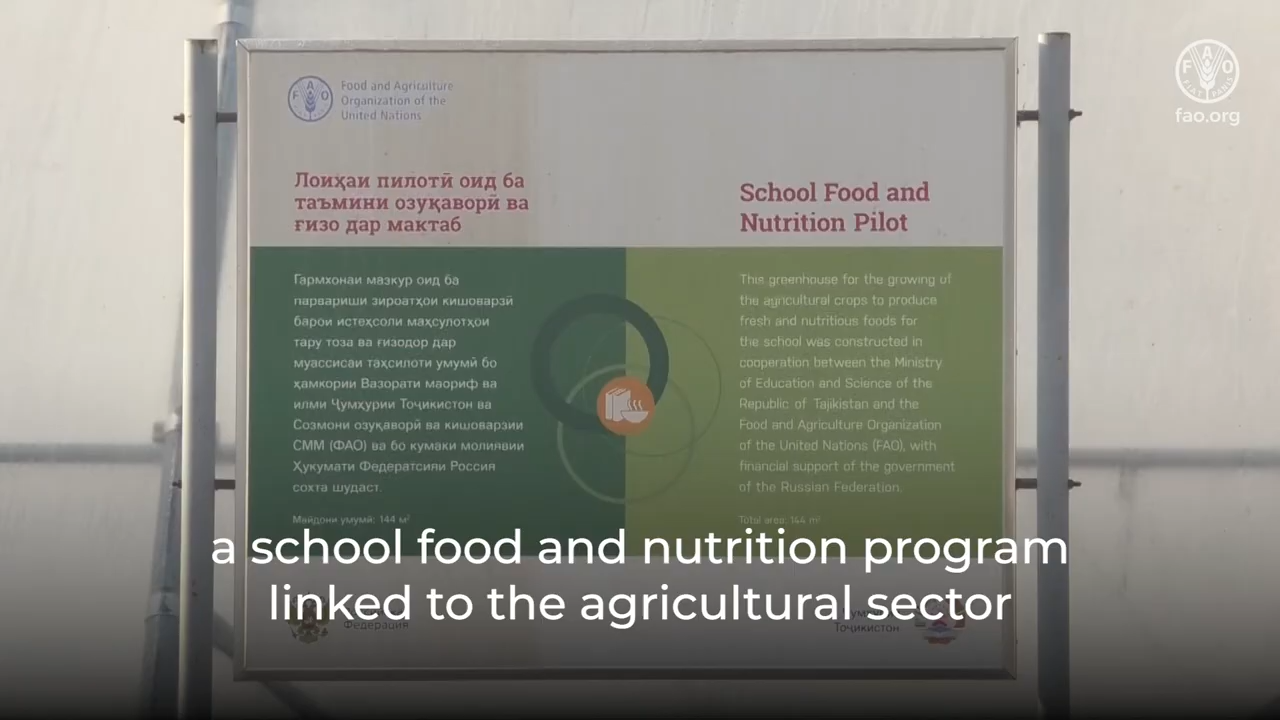 Food and Agriculture
Organization of the
United Nations
fao.org
Лоиҳаи пилотӣ оид ба
таъмини озуқаворӣ ва
ғизо дар мактаб
School Food and
Nutrition Pilot
Гармхонаи мазкур оид ба
парвариши зироатҳои кишоварзӣ
барои истеҳсоли маҳсулотҳои
тару тоза ва ғизодор дар
муассисаи таҳсилоти умумӣ бо
ҳамкории Вазорати маориф ва
илми Ҷумҳурии Тоҷикистон ва
Созмони озуқаворӣ ва кишоварзии
СММ (ФАО) ва бо кумаки молиявии
Ҳукумати Федератсияи Россия
сохта шудаст.
Майдони умумӣ: 144 м²
This greenhouse for the growing of
the agricultural crops to produce
fresh and nutritious foods for
the school was constructed in
cooperation between the Ministry
of Education and Science of the
Republic of Tajikistan and the
Food and Agriculture Organization
of the United Nations (FAO), with
financial support of the government
of the Russian Federation.
Total area: 144 m²
a school food and nutrition program
linked to the agricultural sector
Федерация
Тоҷикистон